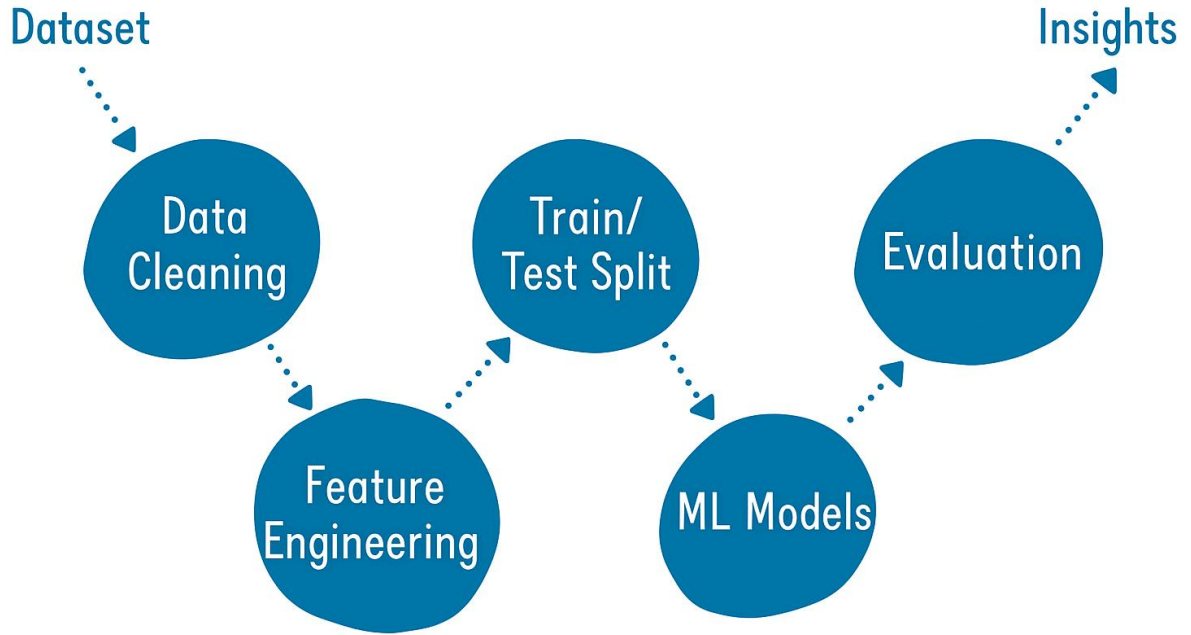 Dataset
Insights
Data
Cleaning
Feature
Engineering
Train/
Test Split
ML Models
Evaluation